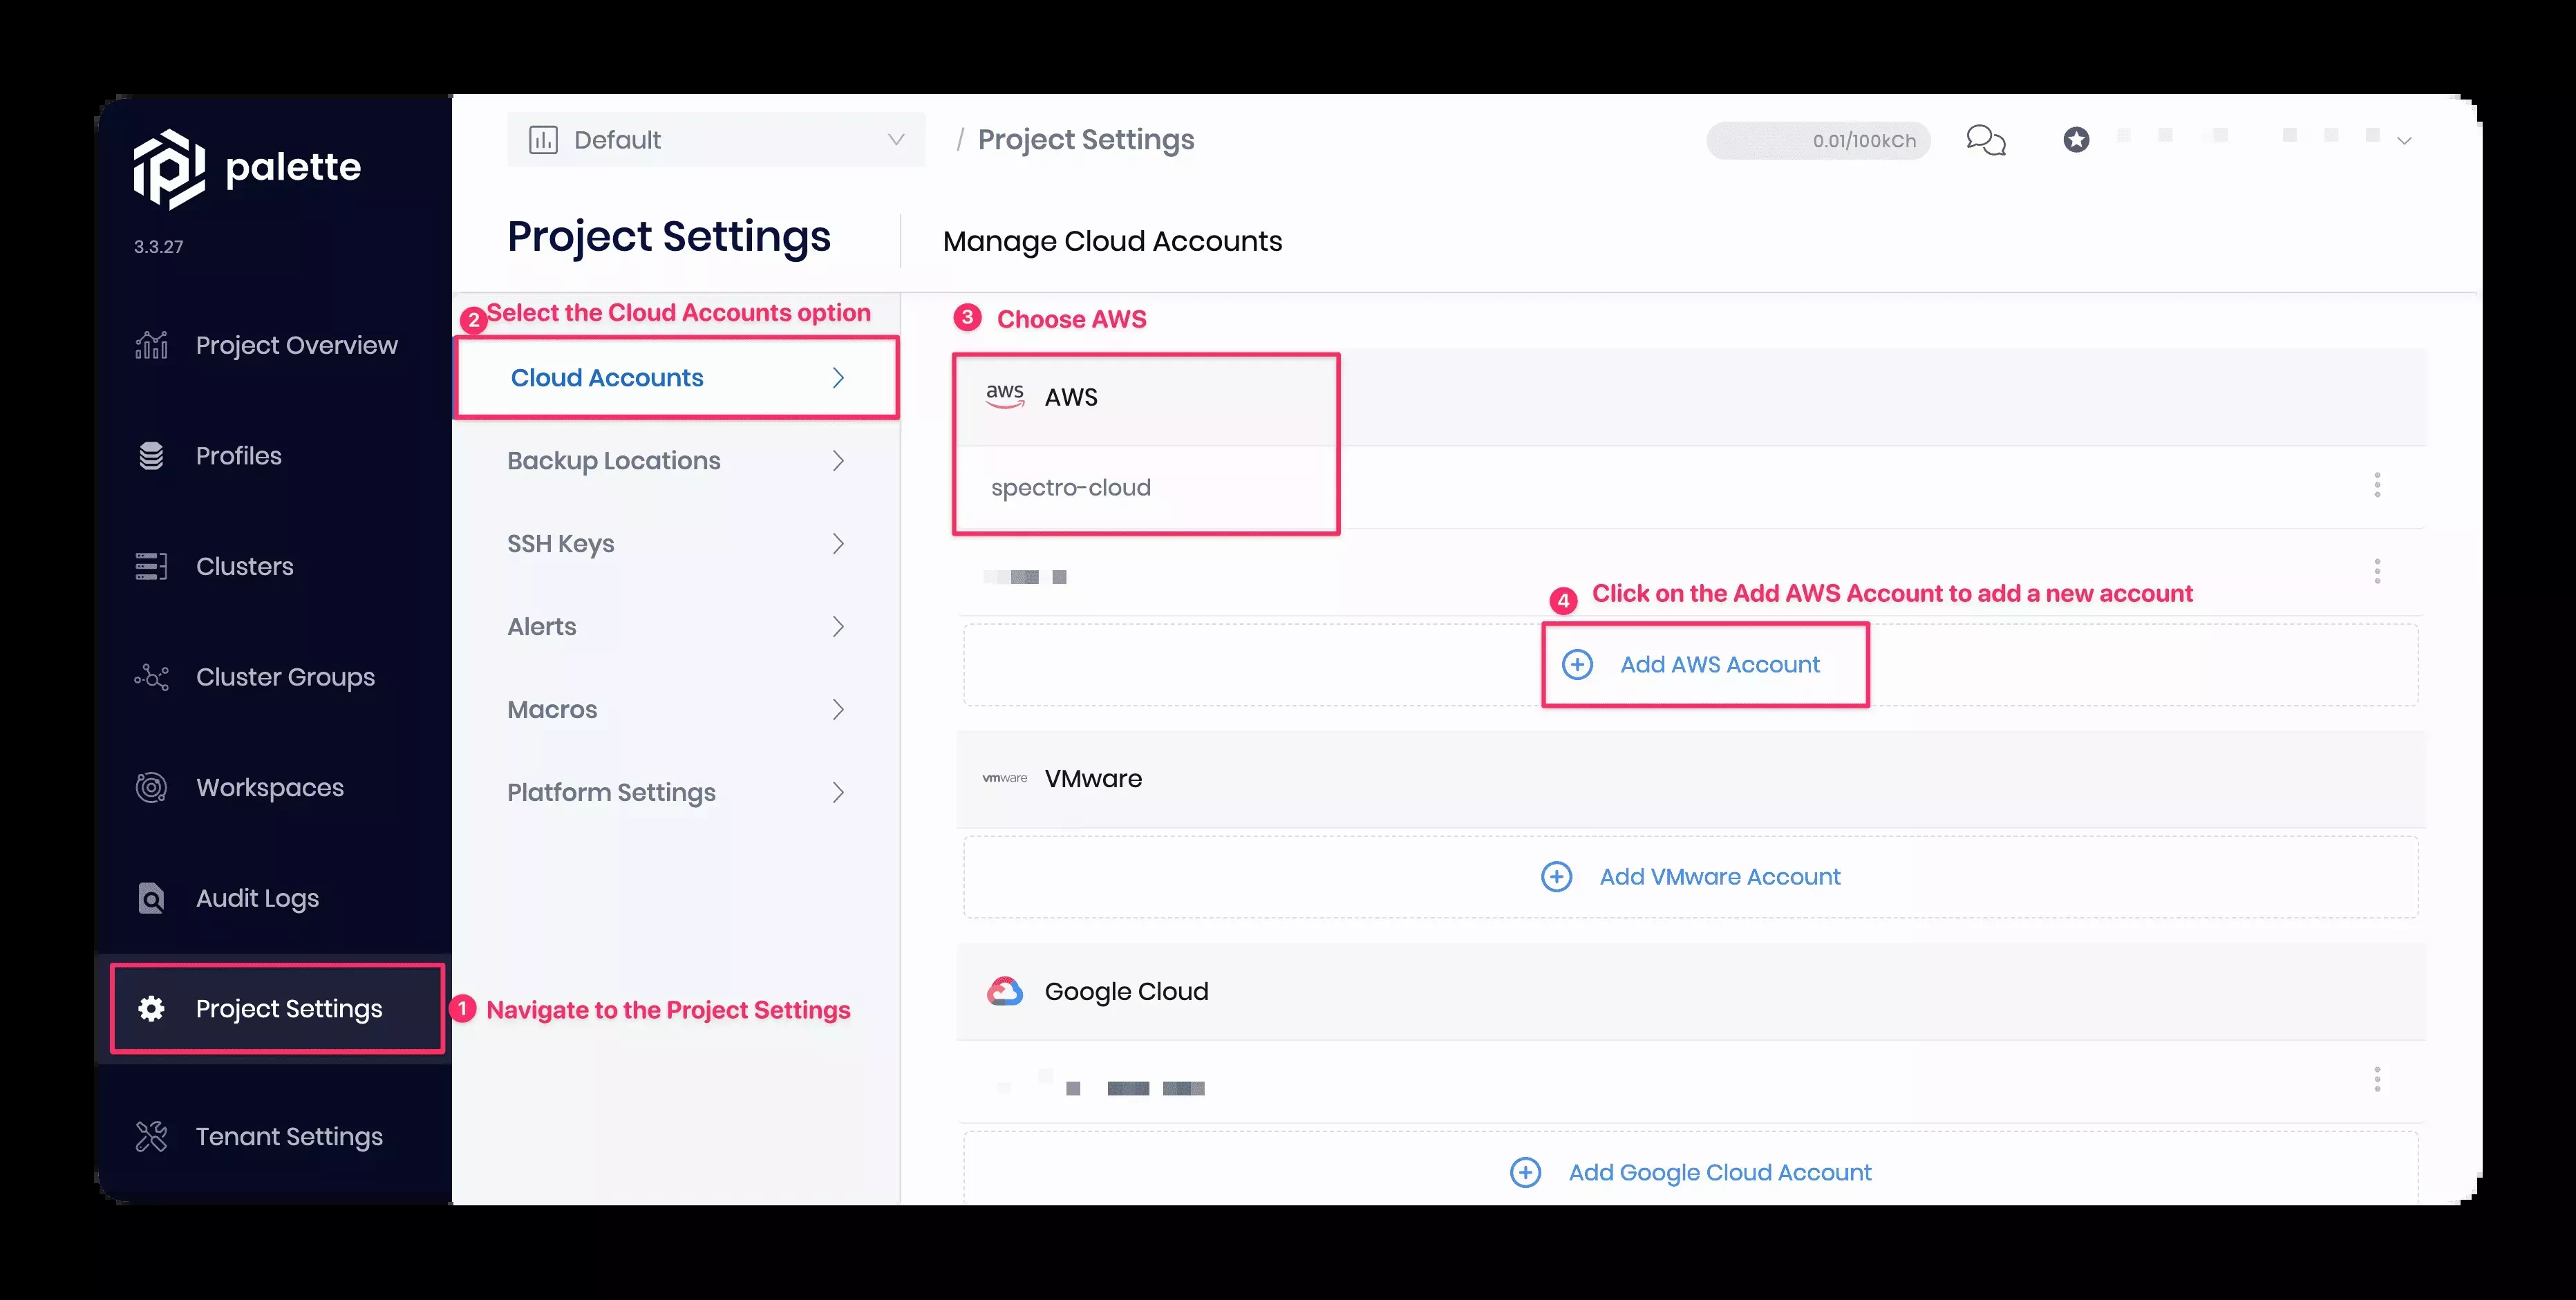 palette
3.3.27
Project Overview
Profiles
Clusters
Cluster Groups
Workspaces
Audit Logs
Project Settings
Tenant Settings
1 Navigate to the Project Settings
Default
/ Project Settings
0.01/100kCh
Project Settings
Manage Cloud Accounts
2 Select the Cloud Accounts option
Cloud Accounts
Backup Locations
SSH Keys
Alerts
Macros
Platform Settings
3 Choose AWS
aws AWS
spectro-cloud
4 Click on the Add AWS Account to add a new account
Add AWS Account
vmware VMware
Add VMware Account
Google Cloud
Add Google Cloud Account